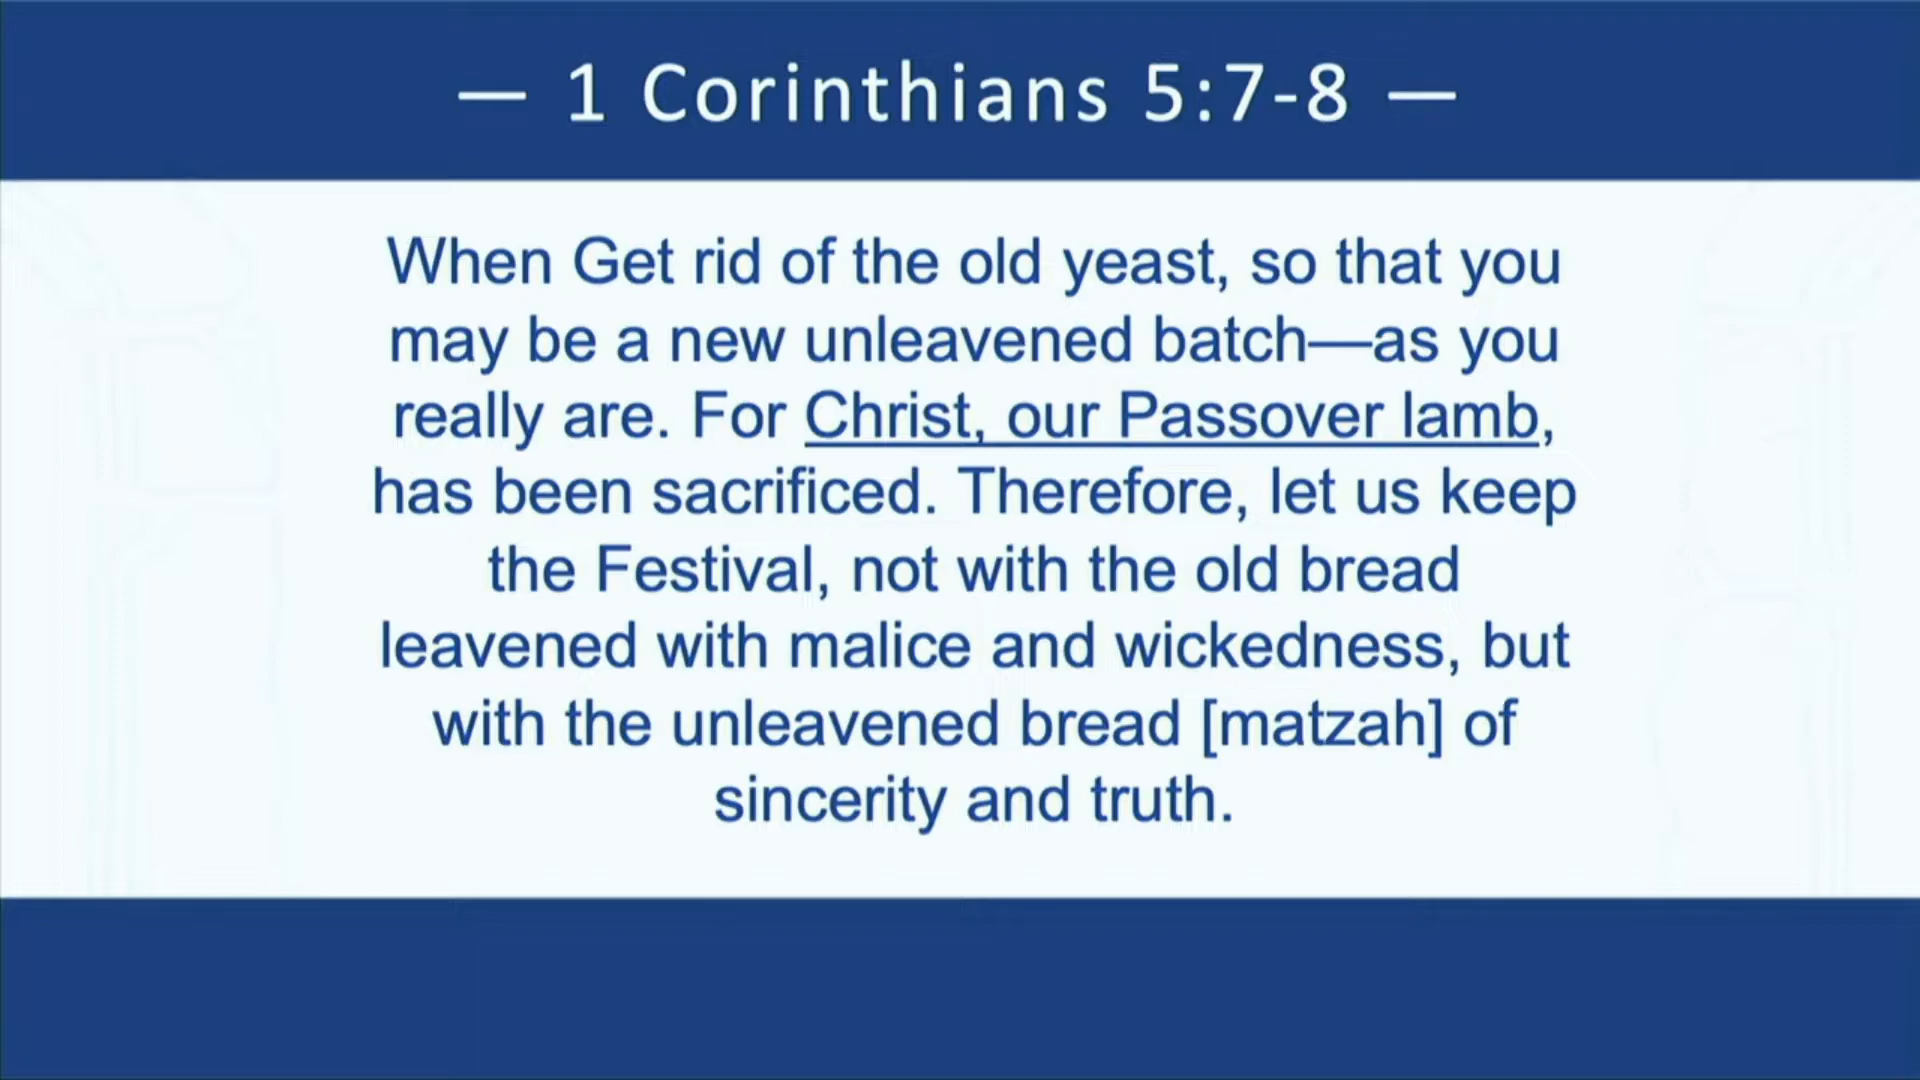 — 1 Corinthians 5:7-8 —
When Get rid of the old yeast, so that you
may be a new unleavened batch—as you
really are. For Christ, our Passover lamb,
has been sacrificed. Therefore, let us keep
the Festival, not with the old bread
leavened with malice and wickedness, but
with the unleavened bread [matzah] of
sincerity and truth.